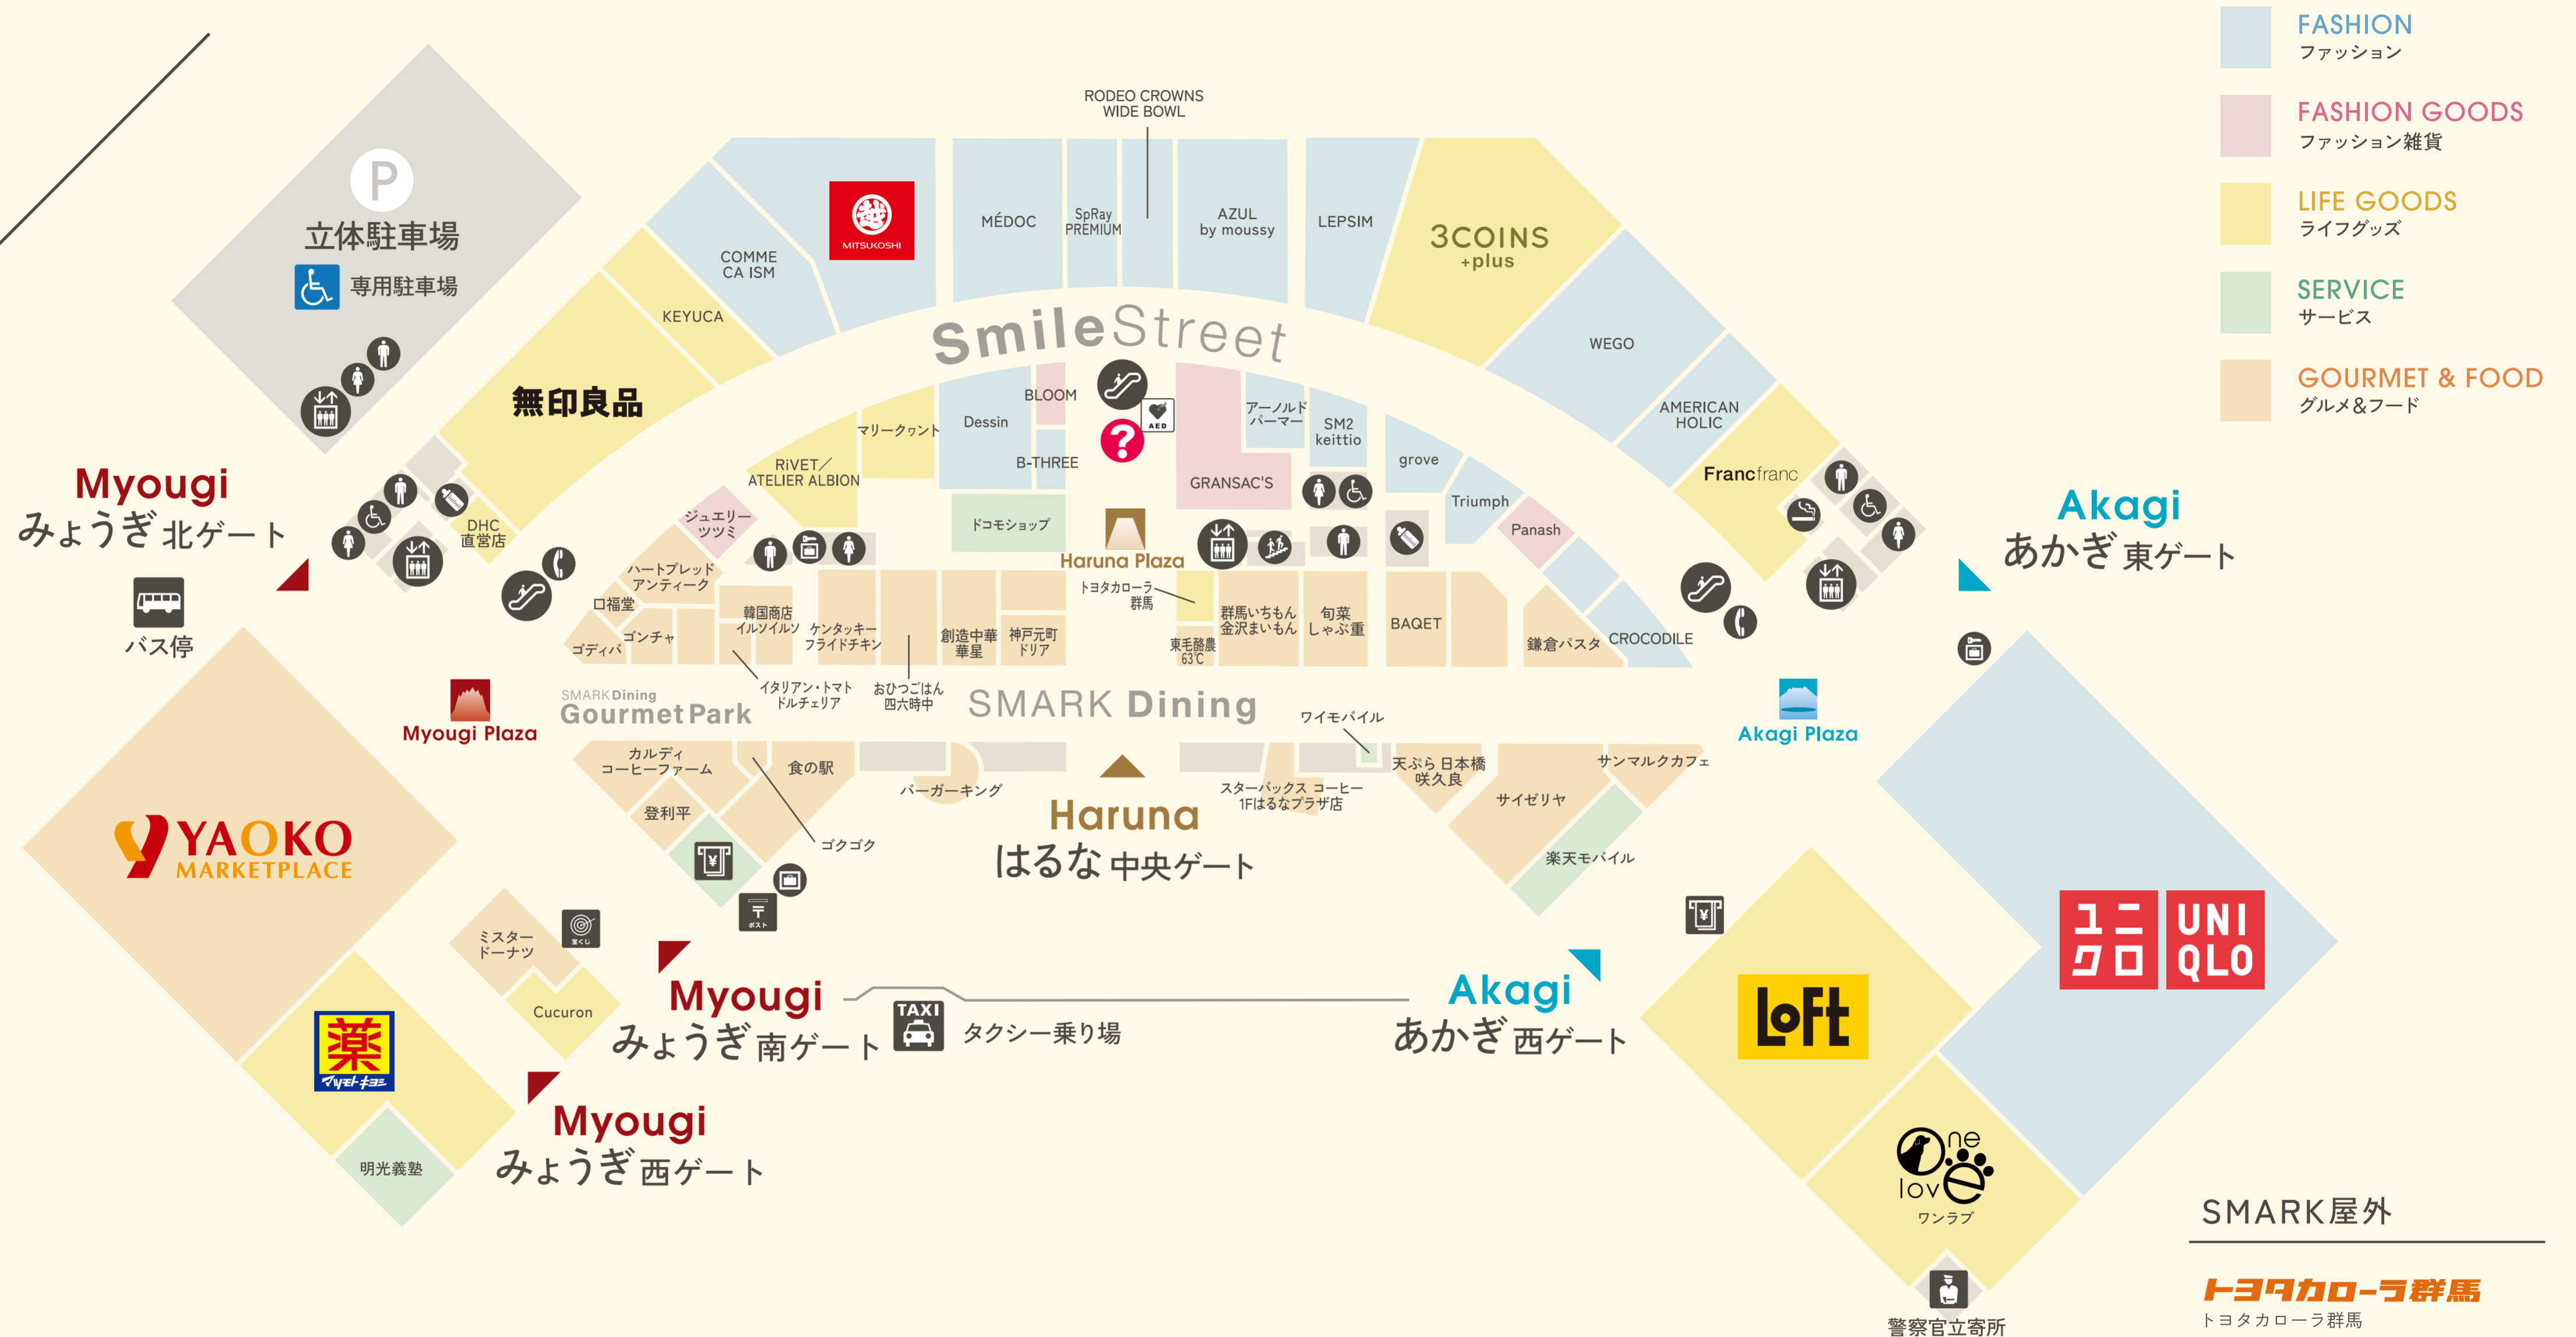 FASHION
ファッション
FASHION GOODS
ファッション雑貨
LIFE GOODS
ライフグッズ
SERVICE
サービス
GOURMET & FOOD
グルメ&フード
P
立体駐車場
専用駐車場
RODEO CROWNS
WIDE BOWL
越
MITSUKOSHI
MÉDOC
SpRay
PREMIUM
AZUL
by moussy
LEPSIM
3COINS
+plus
COMME
CA ISM
KEYUCA
無印良品
Smile Street
WEGO
AMERICAN
HOLIC
Francfranc
BLOOM
AED
?
マリークヮント
Dessin
B-THREE
RiVET／
ATELIER ALBION
アーノルド
パーマー
SM2
keittio
GRANSAC'S
grove
Triumph
Panash
ジュエリー
ツツミ
ドコモショップ
Haruna Plaza
DHC
直営店
Myougi
みょうぎ 北ゲート
バス停
Akagi
あかぎ 東ゲート
ハートブレッド
アンティーク
口福堂
ゴディバ
ゴンチャ
韓国商店
イルソイルソ
ケンタッキー
フライドチキン
創造中華
華星
神戸元町
ドリア
トヨタカローラ
群馬
東毛酪農
63℃
群馬いちもん
金沢まいもん
旬菜
しゃぶ重
BAQET
鎌倉パスタ
CROCODILE
イタリアン・トマト
ドルチェリア
おひつごはん
四六時中
SMARK Dining
Gourmet Park
SMARK Dining
ワイモバイル
Myougi Plaza
Akagi Plaza
カルディ
コーヒーファーム
食の駅
バーガーキング
スターバックス コーヒー
1Fはるなプラザ店
天ぷら 日本橋
咲久良
サンマルクカフェ
サイゼリヤ
登利平
ゴクゴク
楽天モバイル
Haruna
はるな 中央ゲート
YAOKO
MARKETPLACE
¥
〒
ポスト
宝くじ
ミスター
ドーナツ
Cucuron
¥
ユニクロ
UNIQLO
LoFt
Myougi
みょうぎ 南ゲート
TAXI
タクシー乗り場
Akagi
あかぎ 西ゲート
薬
マツモトキヨシ
Myougi
みょうぎ 西ゲート
明光義塾
One
love
ワンラブ
警察官立寄所
SMARK屋外
トヨタカローラ群馬
トヨタカローラ群馬